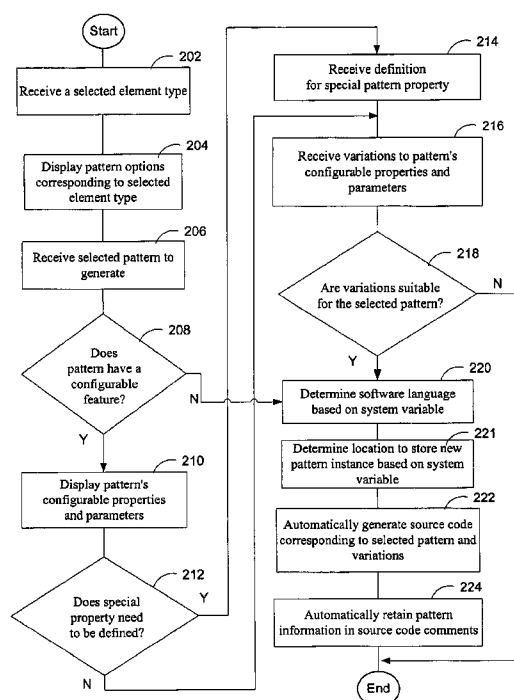 Start
202
Receive a selected element type
204
Display pattern options
corresponding to selected
element type
206
Receive selected pattern to
generate
208
Does
pattern have a
configurable
feature?
N
Y
210
Display pattern's
configurable properties
and parameters
212
Does special
property need
to be defined?
Y
N
214
Receive definition
for special pattern property
216
Receive variations to pattern's
configurable properties and
parameters
218
Are variations suitable
for the selected pattern?
N
Y
220
Determine software language
based on system variable
221
Determine location to store new
pattern instance based on system
variable
222
Automatically generate source code
corresponding to selected pattern and
variations
224
Automatically retain pattern
information in source code comments
End